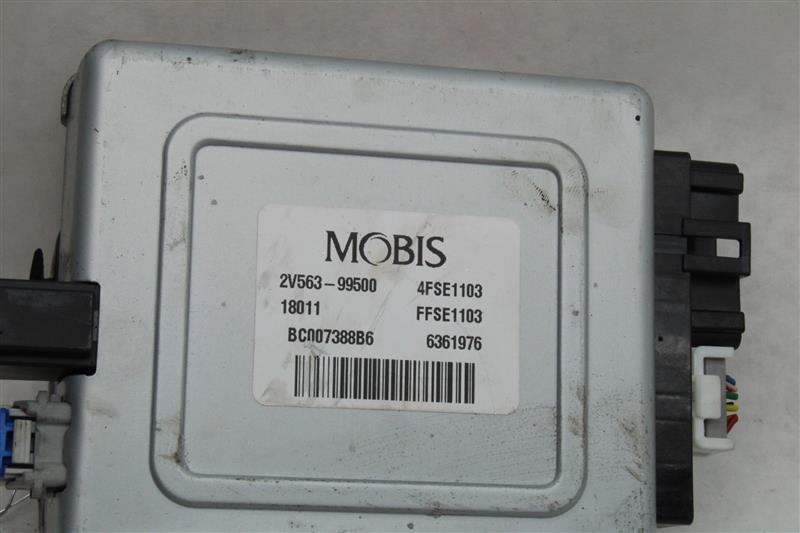 MOBIS
2V563-99500 4FSE1103
18011 FFSE1103
BC007388B6 6361976